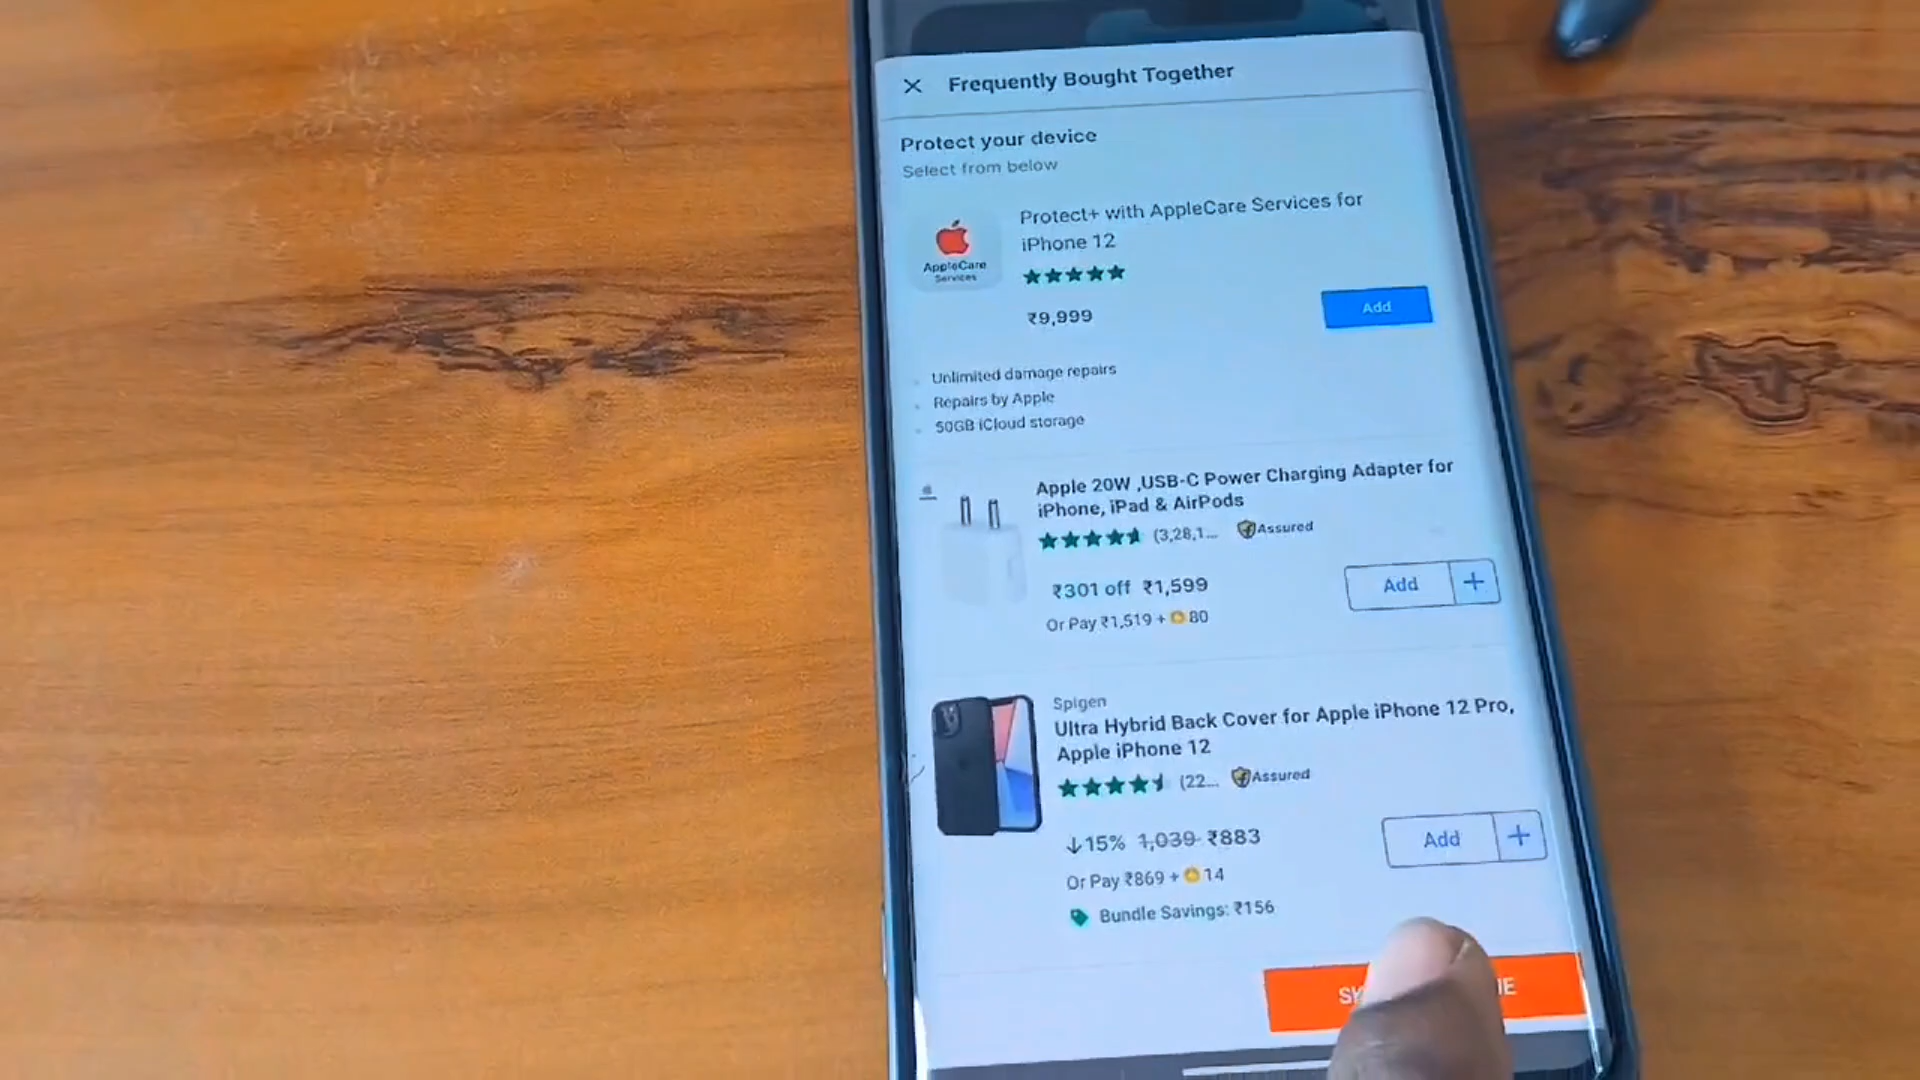 Frequently Bought Together
Protect your device
Select from below
Protect+ with AppleCare Services for
iPhone 12
AppleCare
Services
₹9,999
Add
Unlimited damage repairs
Repairs by Apple
50GB iCloud storage
Apple 20W ,USB-C Power Charging Adapter for
iPhone, iPad & AirPods
(3,28,1... Assured
₹301 off ₹1,599
Add +
Or Pay ₹1,519 + 80
Spigen
Ultra Hybrid Back Cover for Apple iPhone 12 Pro,
Apple iPhone 12
(22... Assured
↓15% 1,039 ₹883
Add +
Or Pay ₹869 + 14
Bundle Savings: ₹156